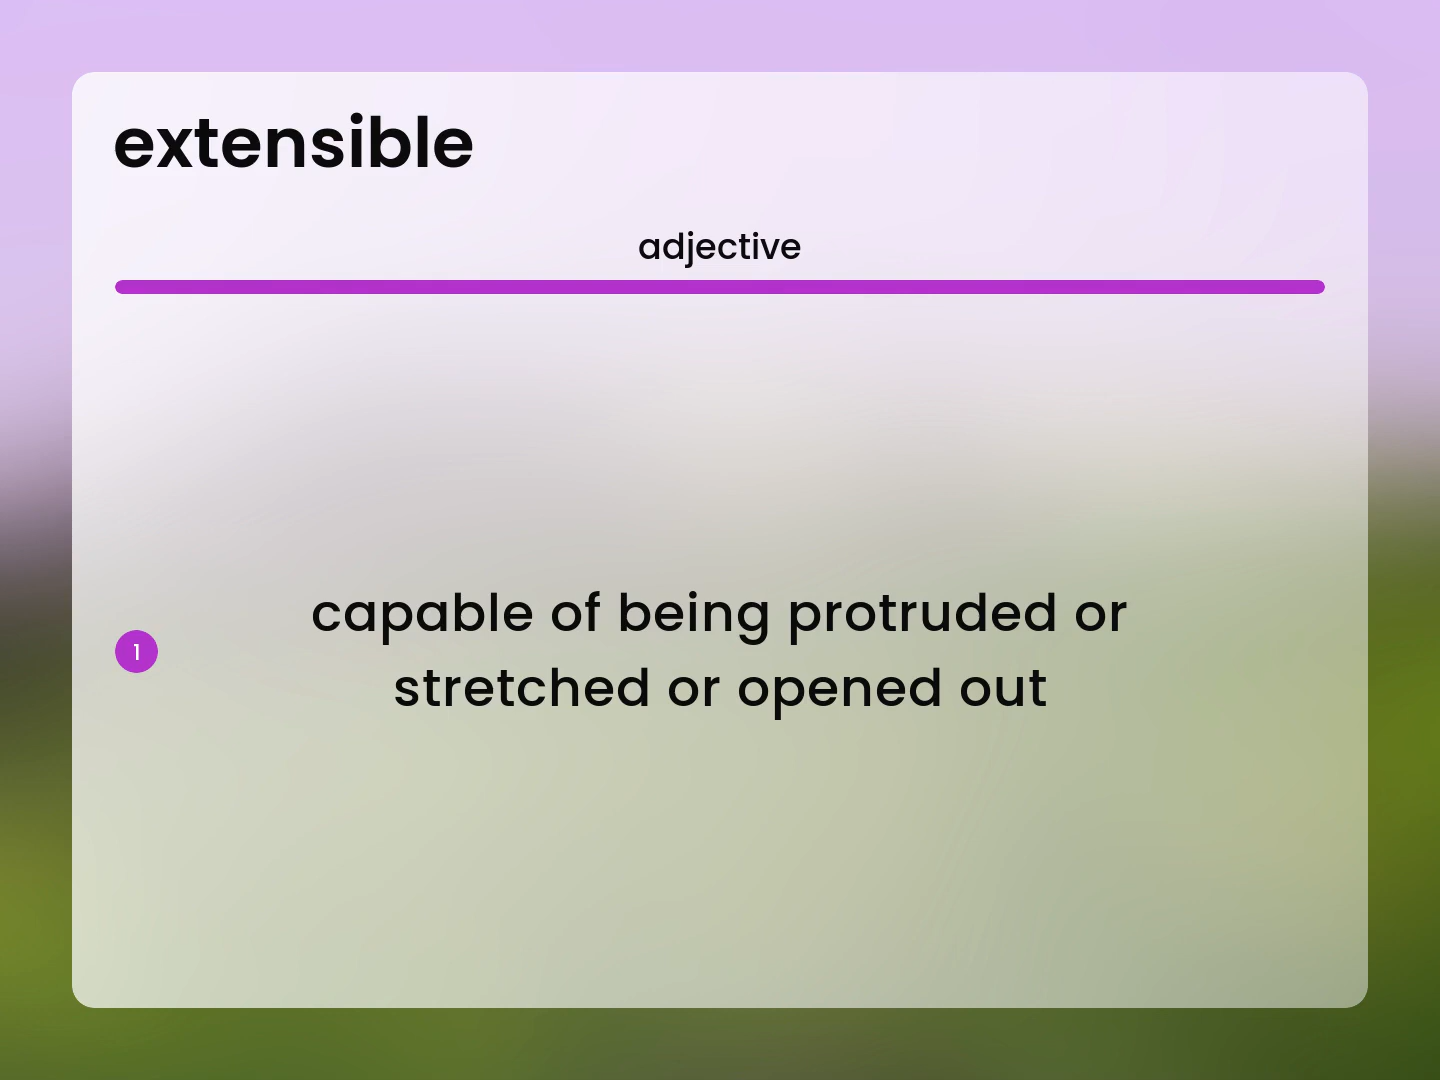 extensible
adjective
1
capable of being protruded or
stretched or opened out